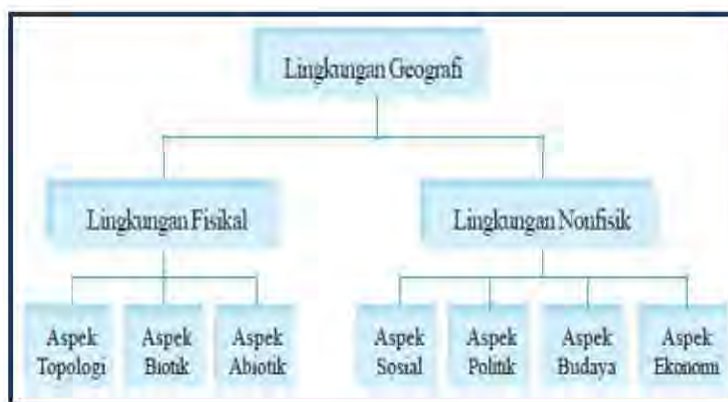 Lingkungan Geografi
Lingkungan Fisikal
Lingkungan Nonfisik
Aspek
Topologi
Aspek
Biotik
Aspek
Abiotik
Aspek
Sosial
Aspek
Politik
Aspek
Budaya
Aspek
Ekonomi